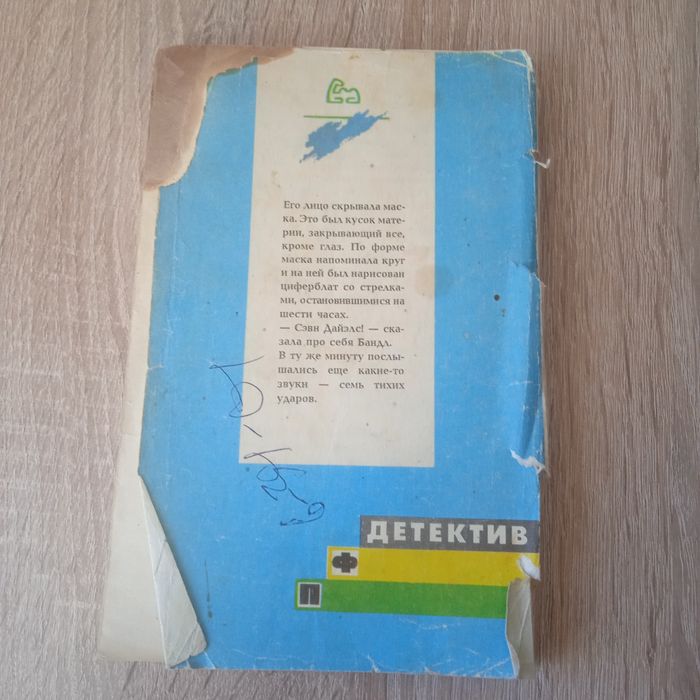 Его лицо скрывала мас-
ка. Это был кусок мате-
рии, закрывающий все,
кроме глаз. По форме
маска напоминала круг
и на ней был нарисован
циферблат со стрелка-
ми, остановившимися на
шести часах.
— Сэвн Дайэлс! — ска-
зала про себя Бандл.
В ту же минуту послы-
шались еще какие-то
звуки — семь тихих
ударов.
ДЕТЕКТИВ
Ф
П